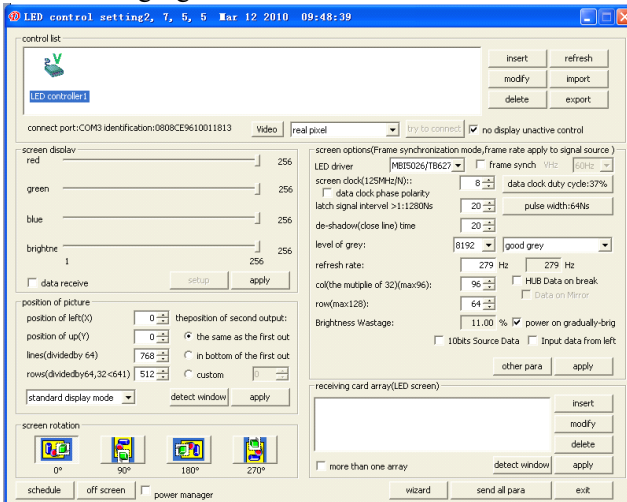 LED control setting2, 7, 5, 5 Mar 12 2010 09:48:39
control list
V
LED controller1
insert refresh
modify import
delete export
connect port:COM3 identification:0808CE9610011813 Video real pixel try to connect no display unactive control
screen display
red 256
green 256
blue 256
brightne 256
1 256
data receive setup apply
position of picture
position of left(X) 0 theposition of second output:
position of up(Y) 0 the same as the first out
lines(dividedby 64) 768 in bottom of the first out
rows(dividedby64,32<641) 512 custom 0
standard display mode detect window apply
screen rotation
0° 90° 180° 270°
screen options(Frame synchronization mode,frame rate apply to signal source )
LED driver MBI5026/TB627 frame synch VHz 60Hz
screen clock(125MHz/N):: 8 data clock duty cycle:37%
data clock phase polarity
latch signal intervel >1:1280Ns 20 pulse width:64Ns
de-shadow(close line) time 20
level of grey: 8192 good grey
refresh rate: 279 Hz 279 Hz
col(the mutiplie of 32)(max96): 96 HUB Data on break
Data on Mirror
row(max128): 64
Brightness Wastage: 11.00 % power on gradually-brig
10bits Source Data Input data from left
other para apply
receiving card array(LED screen)
insert
modify
delete
more than one array detect window apply
schedule off screen power manager wizard send all para exit